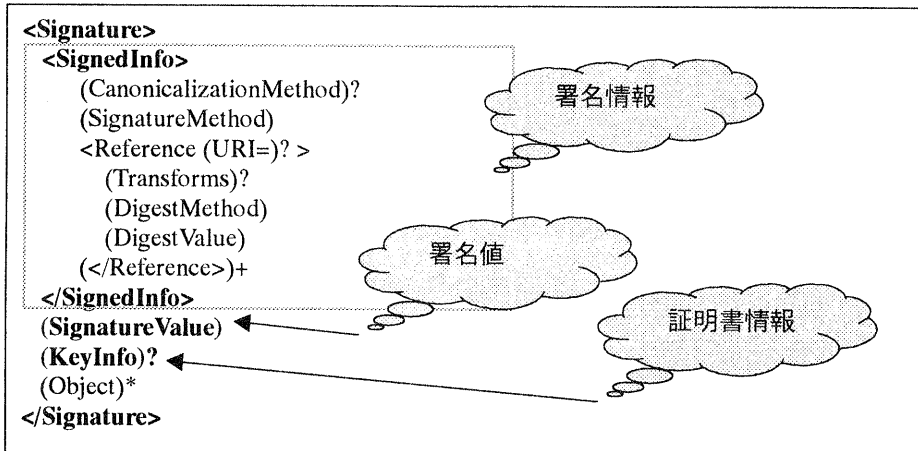 <Signature>
<SignedInfo>
(CanonicalizationMethod)?
(SignatureMethod)
<Reference (URI=)? >
(Transforms)?
(DigestMethod)
(DigestValue)
(</Reference>)+
</SignedInfo>
(SignatureValue)
(KeyInfo)?
(Object)*
</Signature>
署名情報
署名値
証明書情報